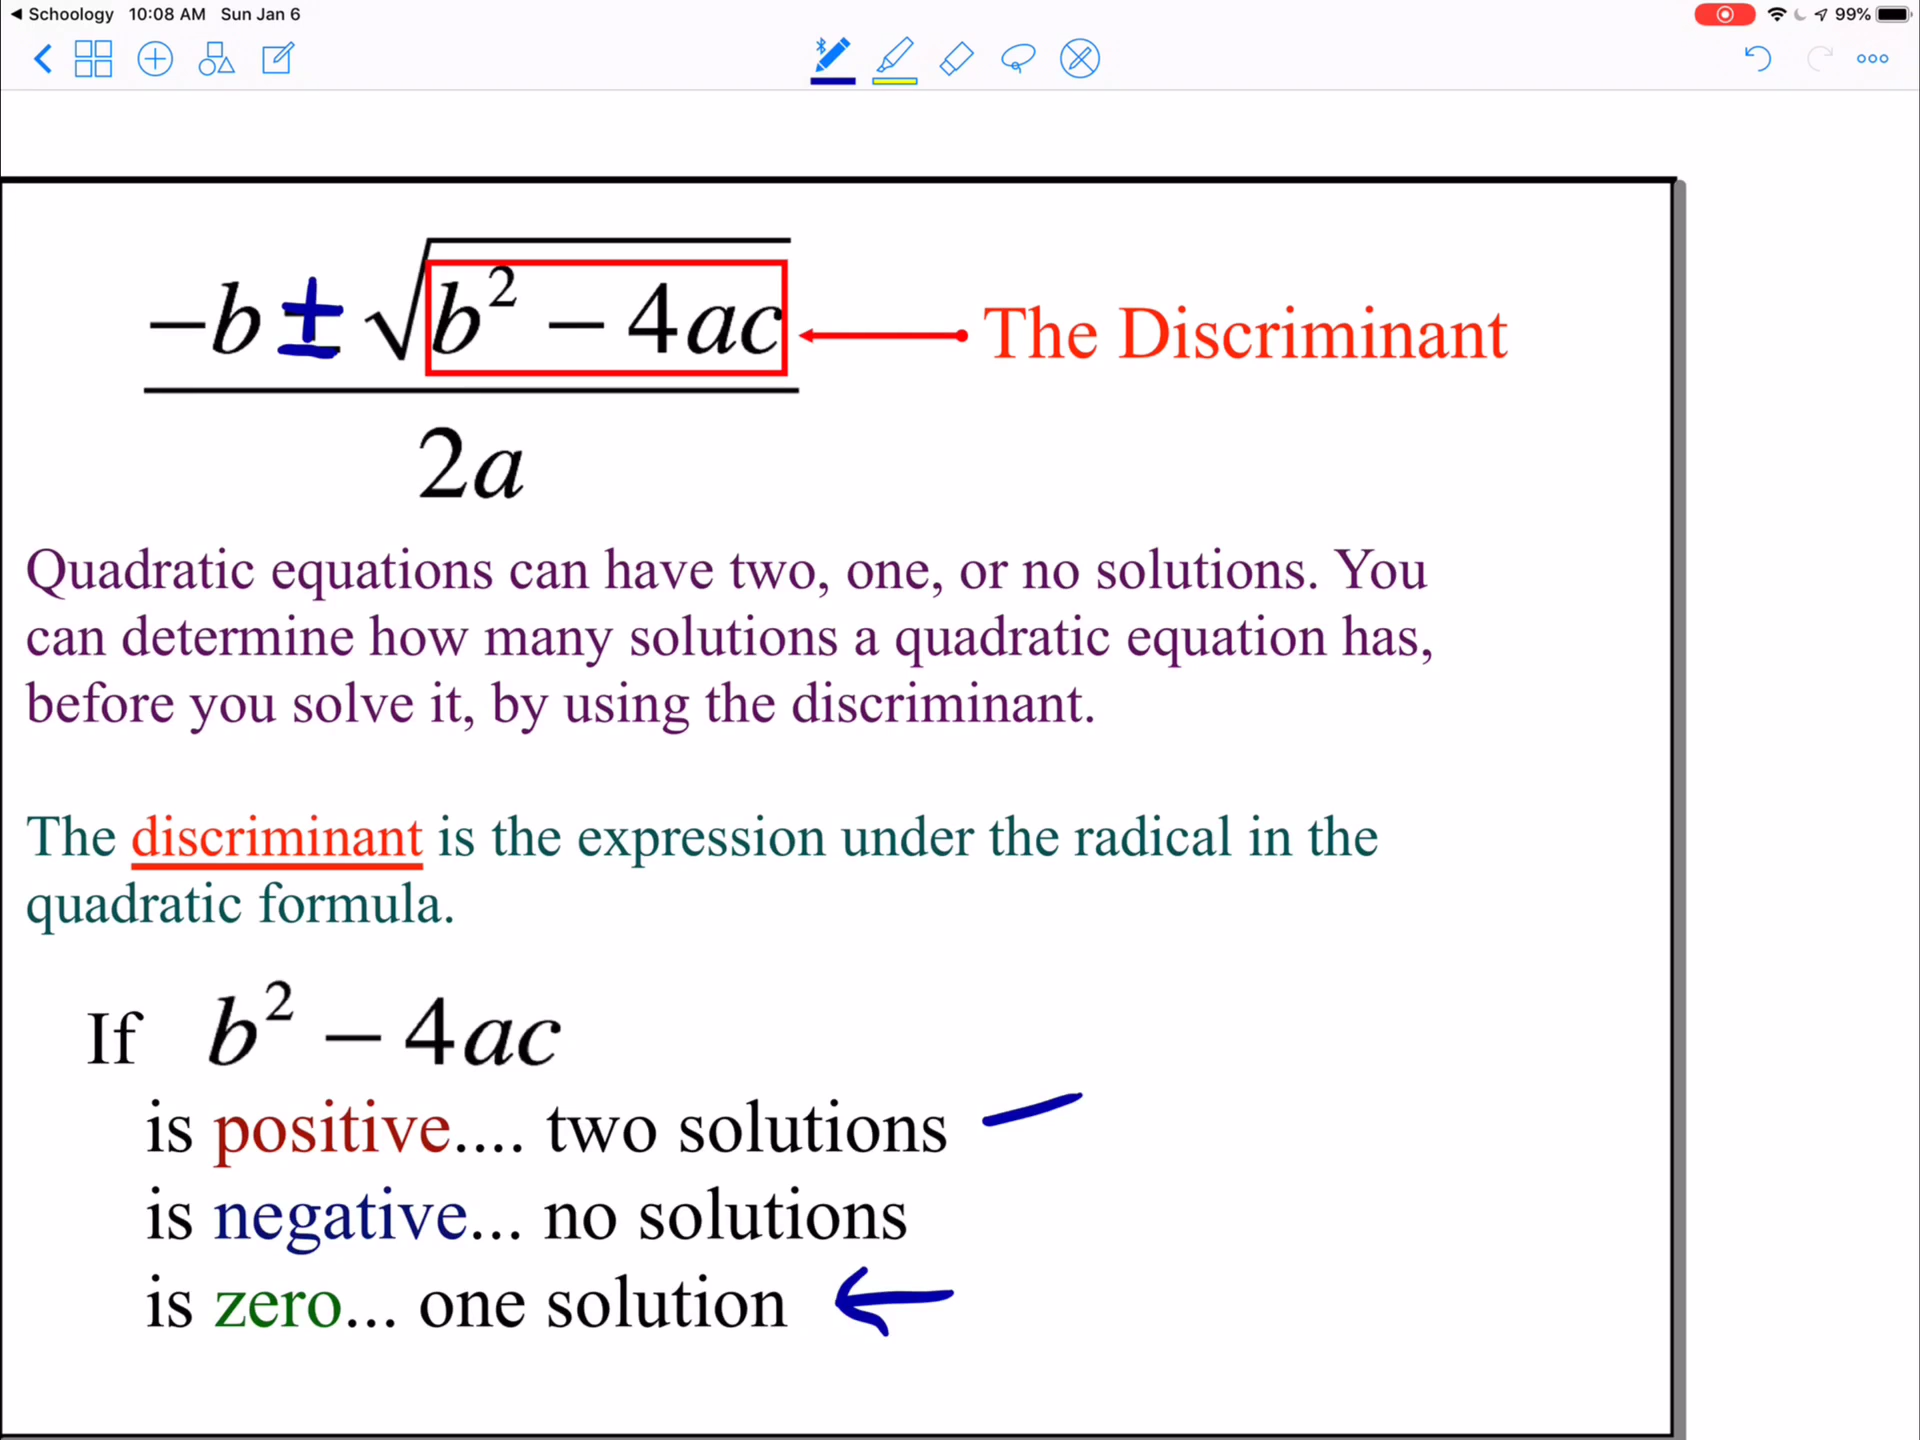 Schoology 10:08 AM Sun Jan 6 99%
−b ± √b² − 4ac
The Discriminant
2a
Quadratic equations can have two, one, or no solutions. You
can determine how many solutions a quadratic equation has,
before you solve it, by using the discriminant.
The discriminant is the expression under the radical in the
quadratic formula.
If b² − 4ac
is positive.... two solutions
is negative... no solutions
is zero... one solution